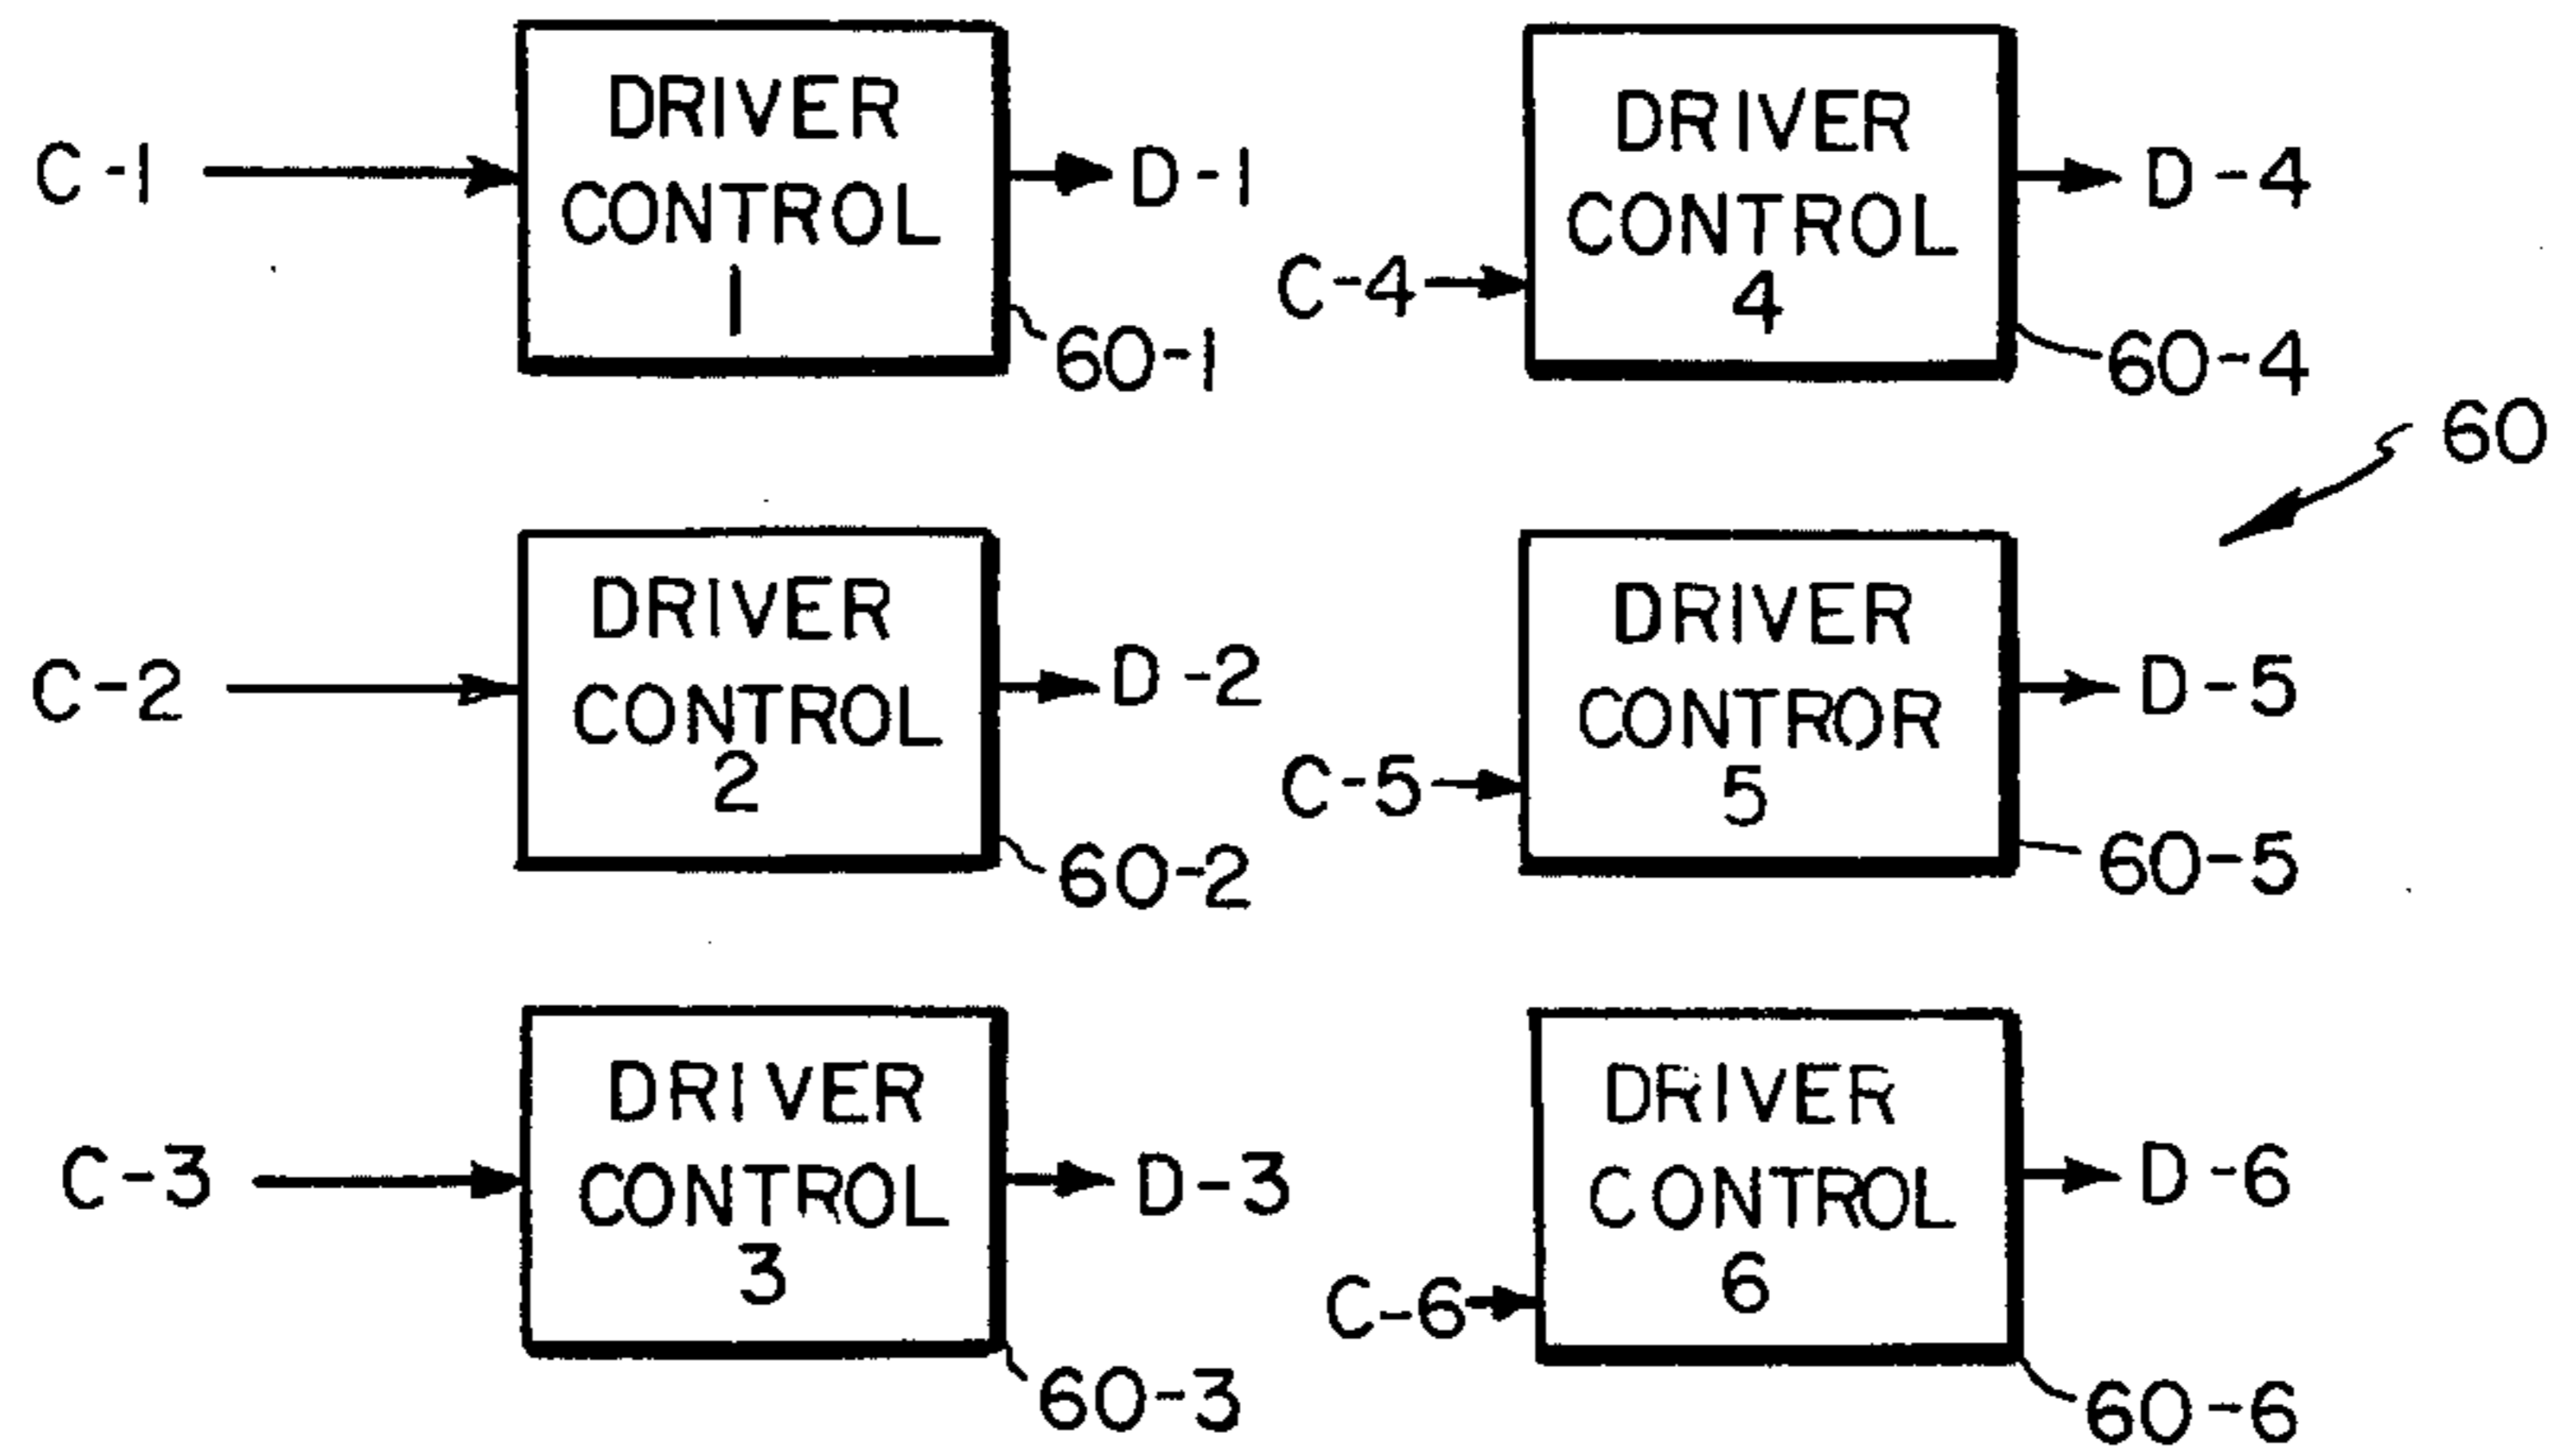 C-1
DRIVER
CONTROL
1
D-1
60-1
C-4
DRIVER
CONTROL
4
D-4
60-4
60
C-2
DRIVER
CONTROL
2
D-2
60-2
C-5
DRIVER
CONTROR
5
D-5
60-5
C-3
DRIVER
CONTROL
3
D-3
60-3
C-6
DRIVER
CONTROL
6
D-6
60-6